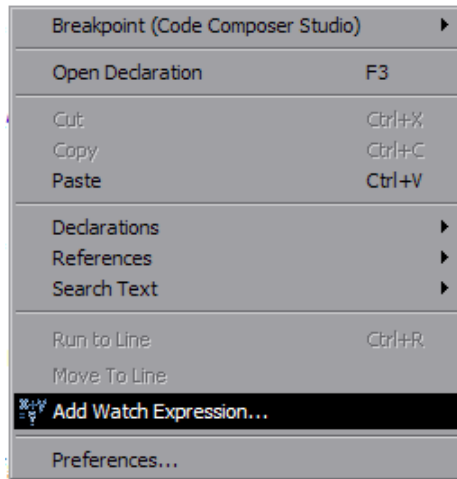 Breakpoint (Code Composer Studio)
Open Declaration F3
Cut Ctrl+X
Copy Ctrl+C
Paste Ctrl+V
Declarations
References
Search Text
Run to Line Ctrl+R
Move To Line
Add Watch Expression...
Preferences...